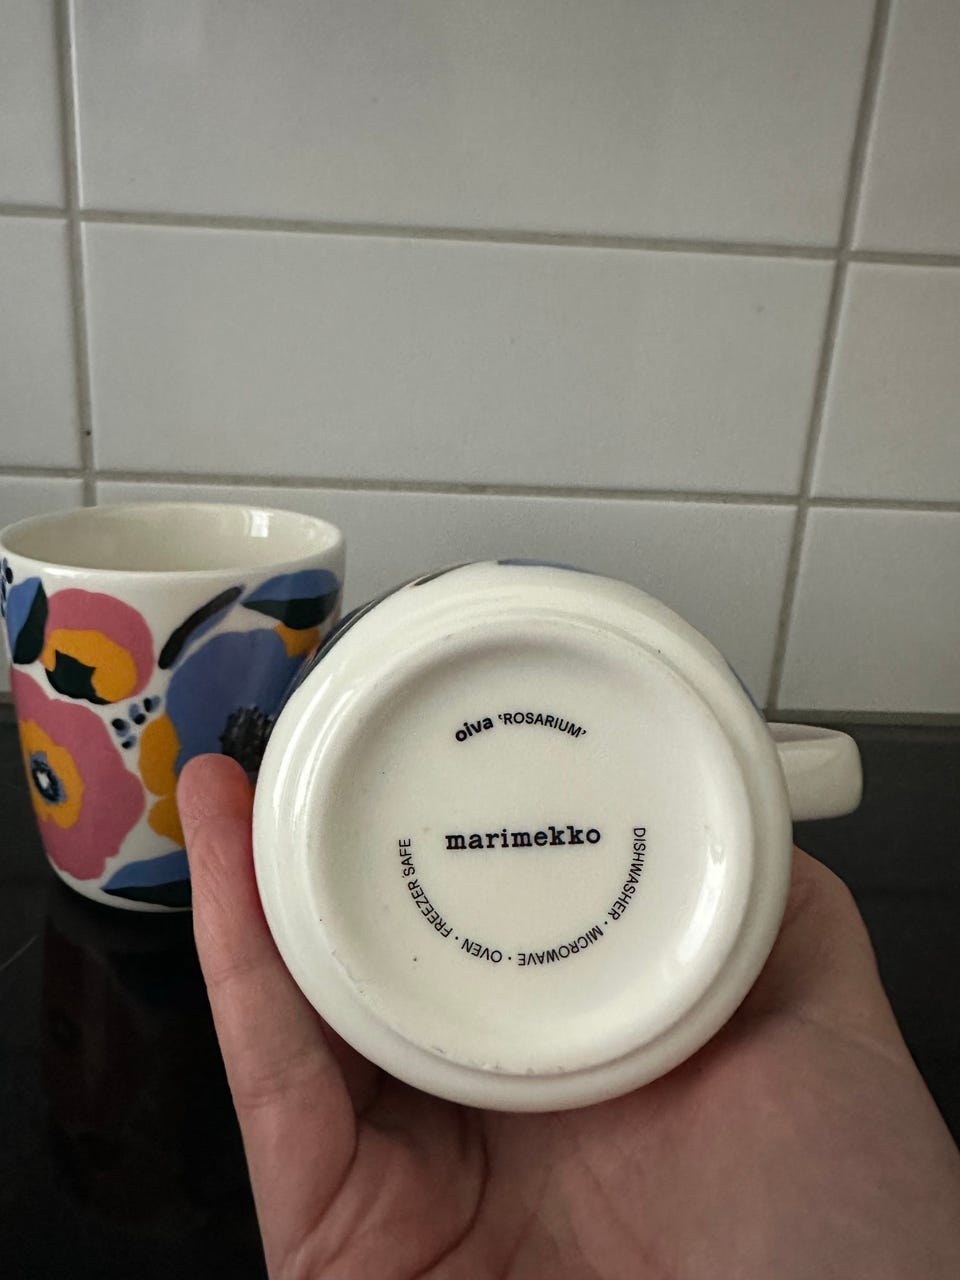 oiva ‘ROSARIUM’
marimekko
DISHWASHER · MICROWAVE · OVEN · FREEZER SAFE